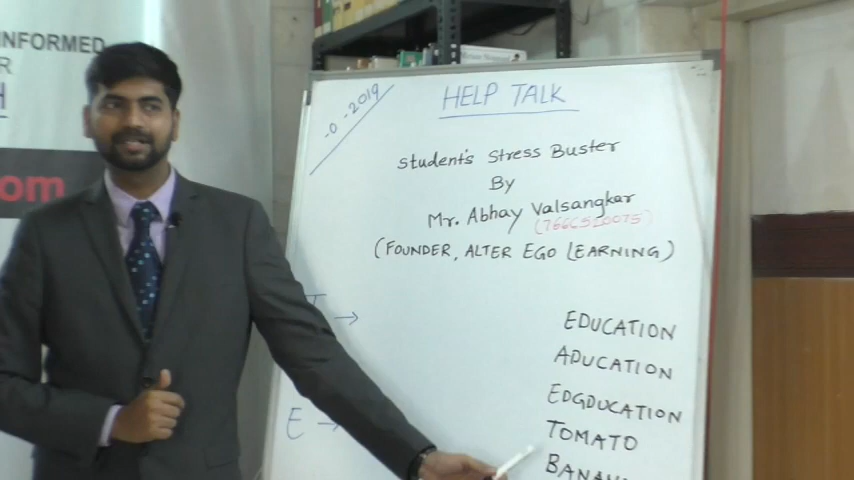 INFORMED
R
H
om
-0 -2019
HELP TALK
Student's Stress Buster
By
Mr. Abhay Valsangkar
(FOUNDER, ALTER EGO LEARNING)
T →
E →
EDUCATION
ADUCATION
EDGDUCATION
TOMATO